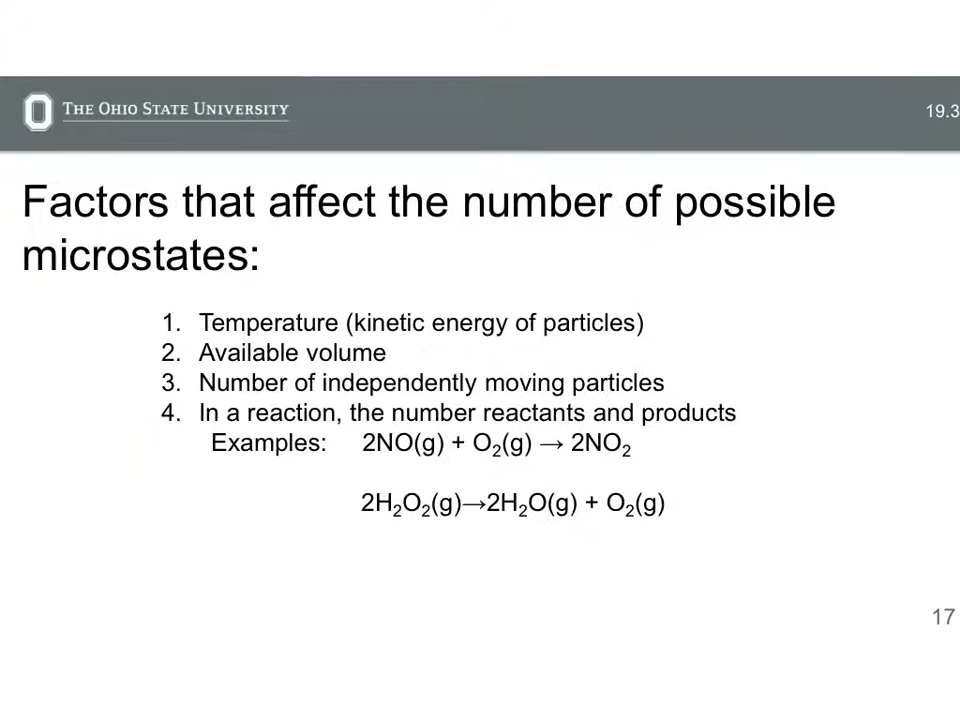 THE OHIO STATE UNIVERSITY
19.3
Factors that affect the number of possible
microstates:
1. Temperature (kinetic energy of particles)
2. Available volume
3. Number of independently moving particles
4. In a reaction, the number reactants and products
Examples: 2NO(g) + O₂(g) → 2NO₂
2H₂O₂(g)→2H₂O(g) + O₂(g)
17